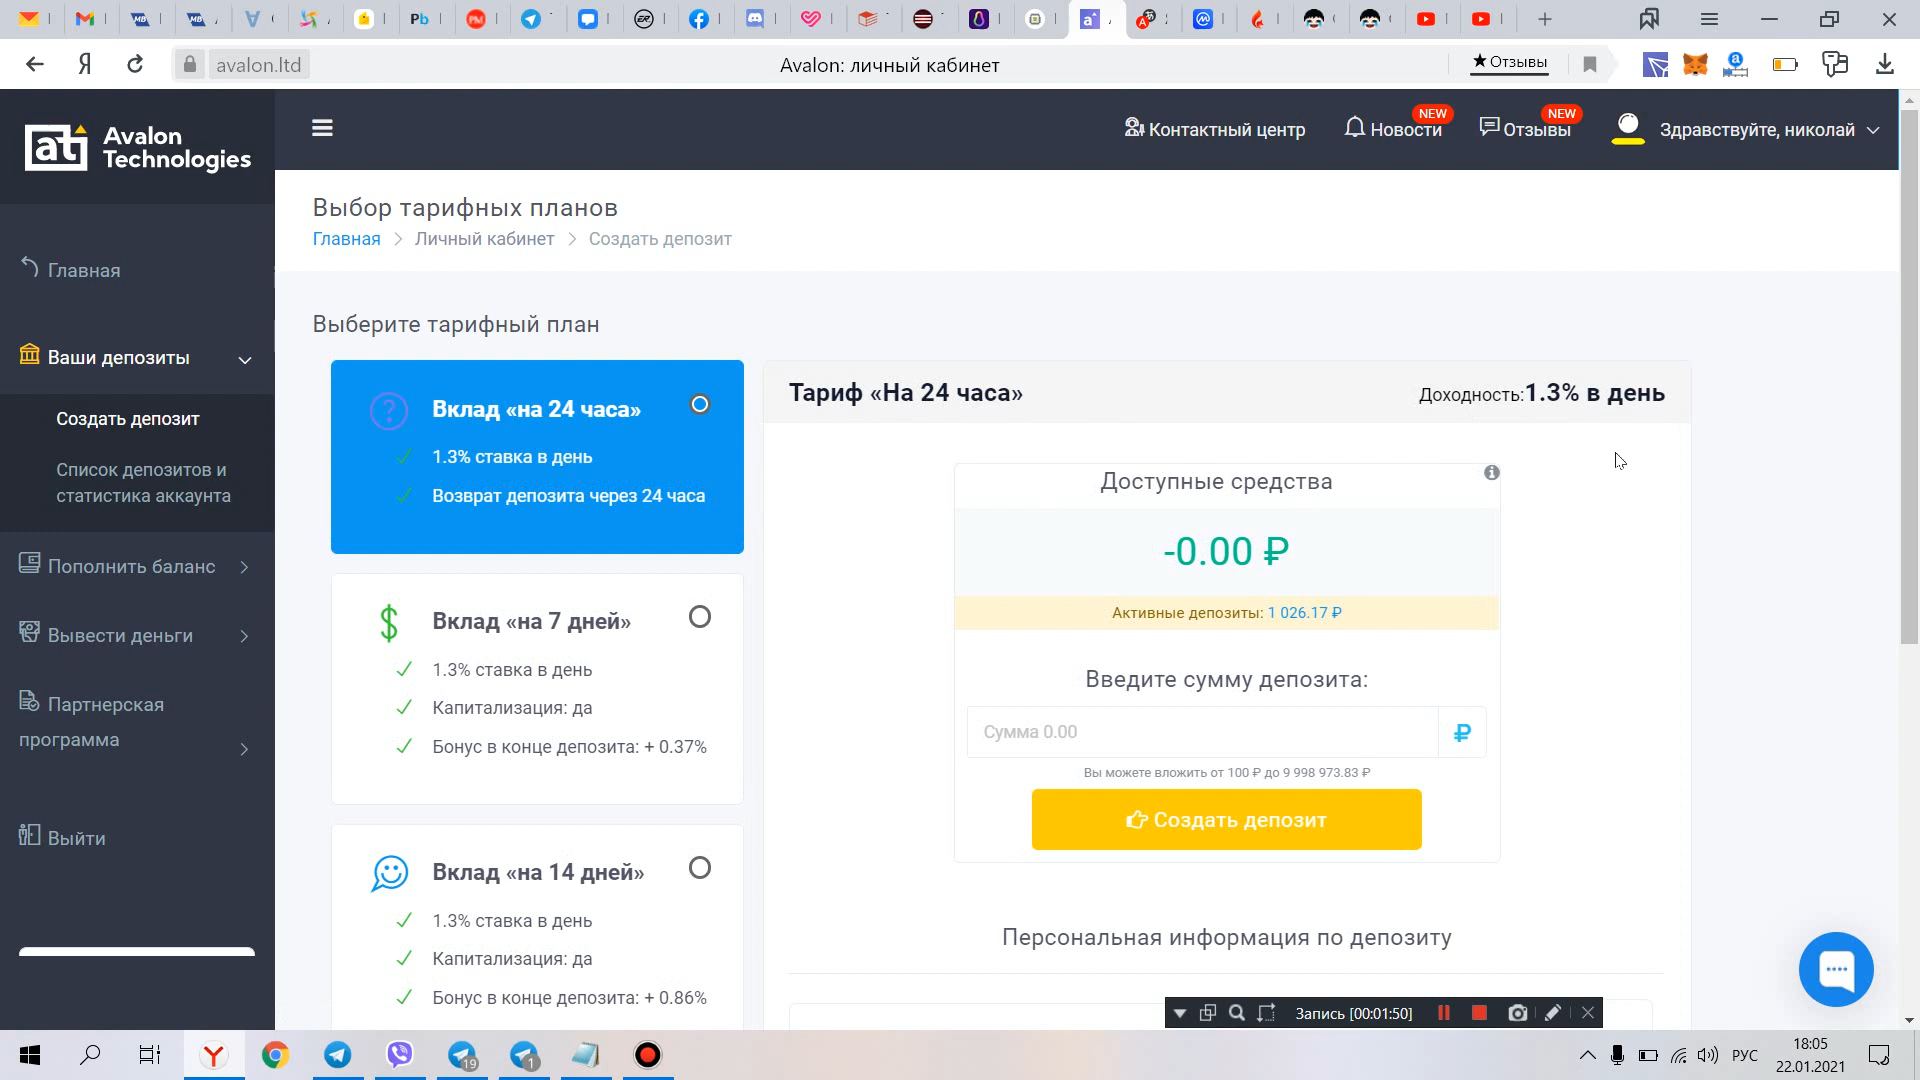 avalon.ltd
Avalon: личный кабинет
★ Отзывы
Avalon
Technologies
Контактный центр
Новости
NEW
Отзывы
NEW
Здравствуйте, николай
Выбор тарифных планов
Главная > Личный кабинет > Создать депозит
Главная
Ваши депозиты
Создать депозит
Список депозитов и
статистика аккаунта
Пополнить баланс
Вывести деньги
Партнерская
программа
Выйти
Выберите тарифный план
Вклад «на 24 часа»
1.3% ставка в день
Возврат депозита через 24 часа
Вклад «на 7 дней»
1.3% ставка в день
Капитализация: да
Бонус в конце депозита: + 0.37%
Вклад «на 14 дней»
1.3% ставка в день
Капитализация: да
Бонус в конце депозита: + 0.86%
Тариф «На 24 часа»
Доходность:1.3% в день
Доступные средства
-0.00 ₽
Активные депозиты: 1 026.17 ₽
Введите сумму депозита:
Сумма 0.00
₽
Вы можете вложить от 100 ₽ до 9 998 973.83 ₽
Создать депозит
Персональная информация по депозиту
Запись [00:01:50]
19
1
РУС
18:05
22.01.2021